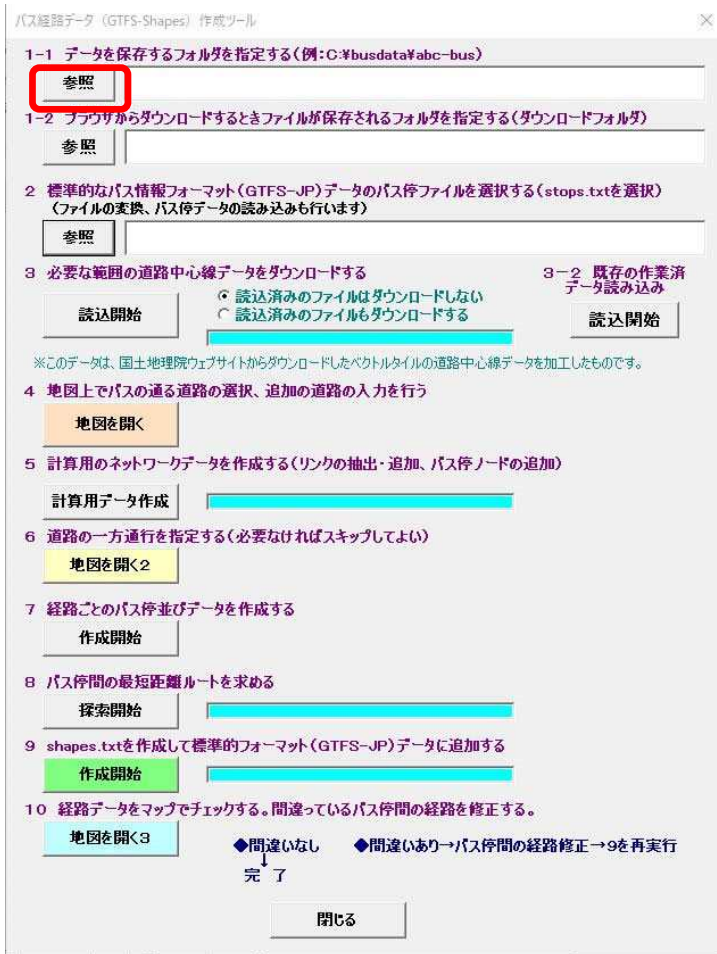 バス経路データ（GTFS-Shapes）作成ツール
1-1 データを保存するフォルダを指定する（例：C:¥busdata¥abc-bus）
参照
1-2 ブラウザからダウンロードするときファイルが保存されるフォルダを指定する（ダウンロードフォルダ）
参照
2 標準的なバス情報フォーマット（GTFS-JP）データのバス停ファイルを選択する（stops.txtを選択）
（ファイルの変換、バス停データの読み込みも行います）
参照
3 必要な範囲の道路中心線データをダウンロードする
読込開始
読込済みのファイルはダウンロードしない
読込済みのファイルもダウンロードする
3－2 既存の作業済
データ読み込み
読込開始
※このデータは、国土地理院ウェブサイトからダウンロードしたベクトルタイルの道路中心線データを加工したものです。
4 地図上でバスの通る道路の選択、追加の道路の入力を行う
地図を開く
5 計算用のネットワークデータを作成する（リンクの抽出・追加、バス停ノードの追加）
計算用データ作成
6 道路の一方通行を指定する（必要なければスキップしてよい）
地図を開く2
7 経路ごとのバス停並びデータを作成する
作成開始
8 バス停間の最短距離ルートを求める
探索開始
9 shapes.txtを作成して標準的フォーマット（GTFS-JP）データに追加する
作成開始
10 経路データをマップでチェックする。間違っているバス停間の経路を修正する。
地図を開く3
◆間違いなし ◆間違いあり→バス停間の経路修正→9を再実行
↓
完 了
閉じる